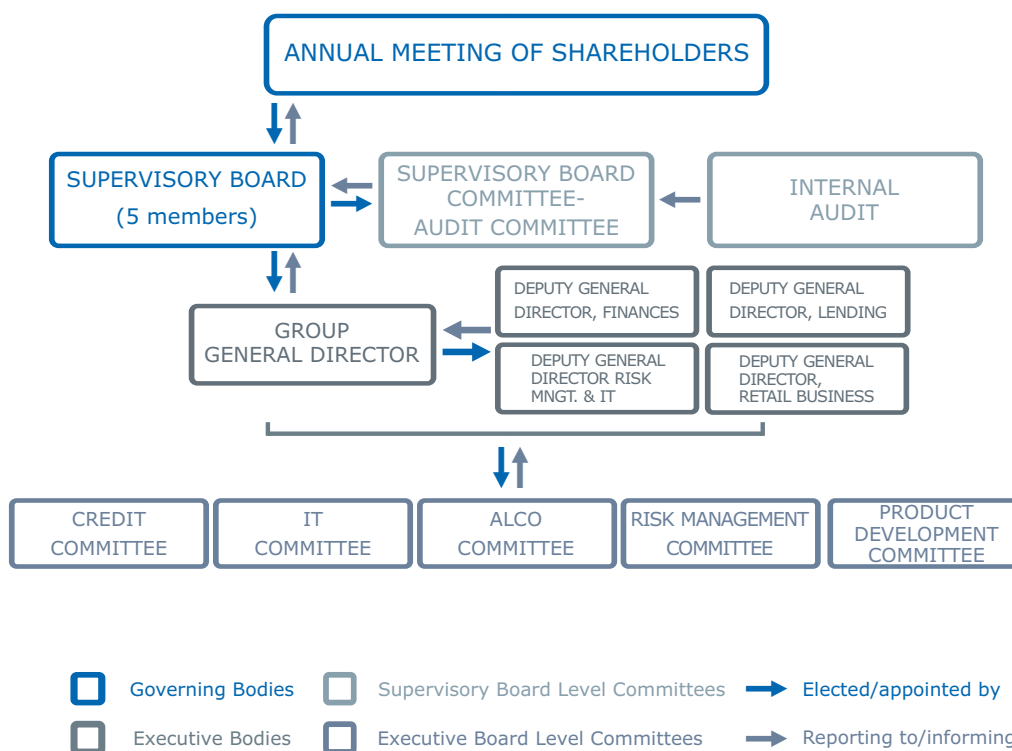 ANNUAL MEETING OF SHAREHOLDERS
SUPERVISORY BOARD
(5 members)
SUPERVISORY BOARD
COMMITTEE-
AUDIT COMMITTEE
INTERNAL
AUDIT
GROUP
GENERAL DIRECTOR
DEPUTY GENERAL
DIRECTOR, FINANCES
DEPUTY GENERAL
DIRECTOR, LENDING
DEPUTY GENERAL
DIRECTOR RISK
MNGT. & IT
DEPUTY GENERAL
DIRECTOR,
RETAIL BUSINESS
CREDIT
COMMITTEE
IT
COMMITTEE
ALCO
COMMITTEE
RISK MANAGEMENT
COMMITTEE
PRODUCT
DEVELOPMENT
COMMITTEE
Governing Bodies
Supervisory Board Level Committees
Elected/appointed by
Executive Bodies
Executive Board Level Committees
Reporting to/informing